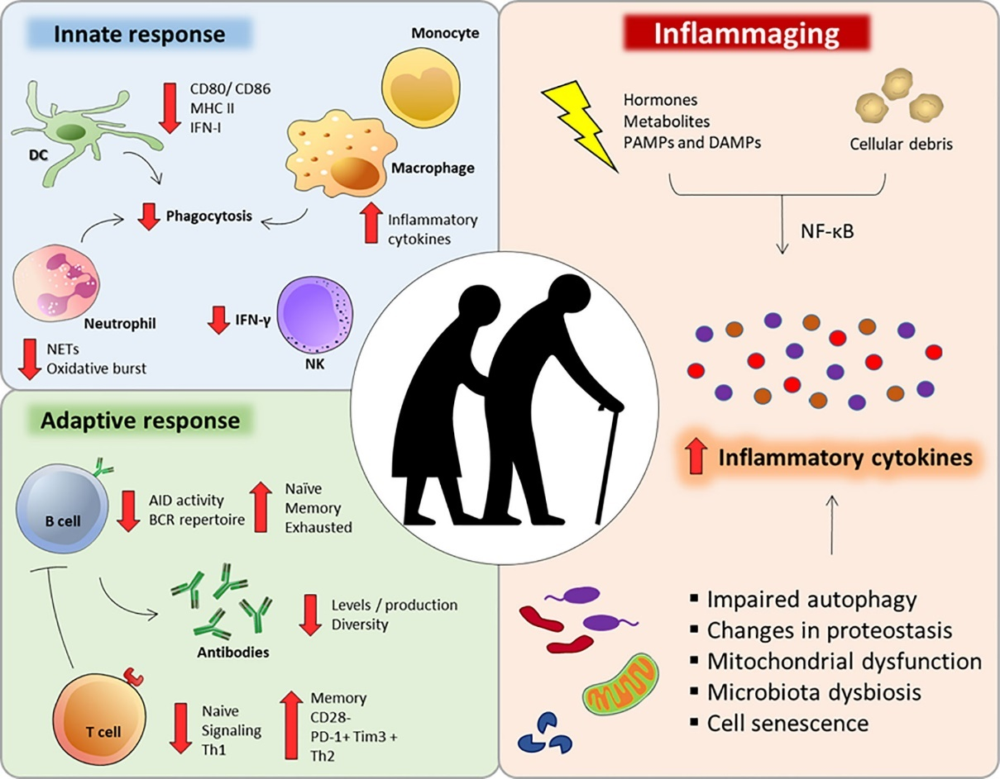 Innate response
Monocyte
CD80/ CD86
MHC II
IFN-I
DC
Macrophage
Phagocytosis
Inflammatory
cytokines
Neutrophil
IFN-γ
NK
NETs
Oxidative burst
Adaptive response
B cell
AID activity
BCR repertoire
Naïve
Memory
Exhausted
Levels / production
Diversity
Antibodies
T cell
Naive
Signaling
Th1
Memory
CD28-
PD-1+ Tim3 +
Th2
Inflammaging
Hormones
Metabolites
PAMPs and DAMPs
Cellular debris
NF-κB
Inflammatory cytokines
▪ Impaired autophagy
▪ Changes in proteostasis
▪ Mitochondrial dysfunction
▪ Microbiota dysbiosis
▪ Cell senescence